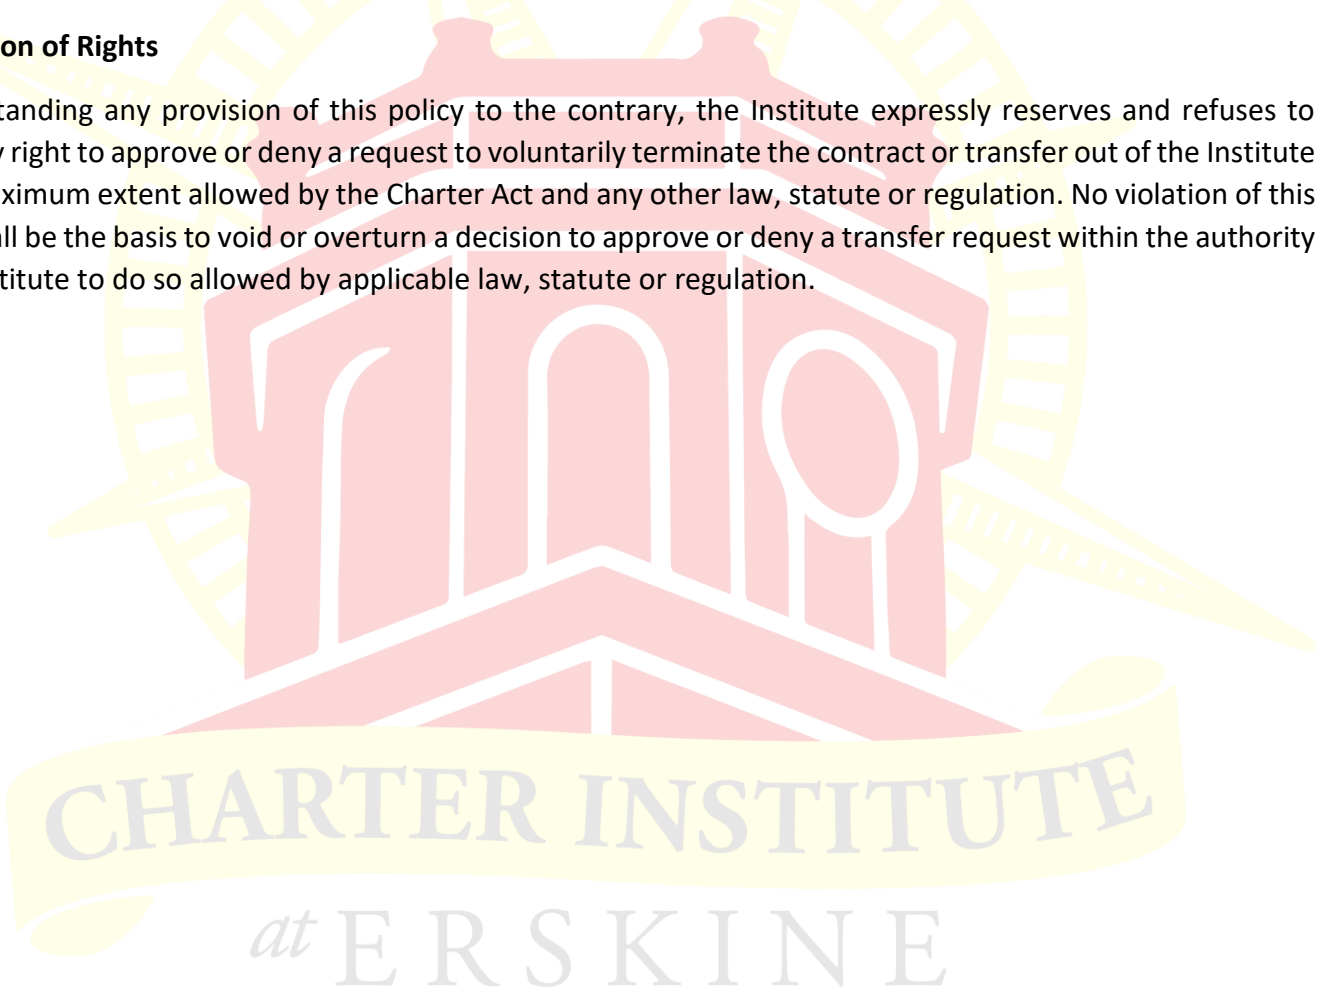 on of Rights
tanding any provision of this policy to the contrary, the Institute expressly reserves and refuses to
y right to approve or deny a request to voluntarily terminate the contract or transfer out of the Institute
ximum extent allowed by the Charter Act and any other law, statute or regulation. No violation of this
all be the basis to void or overturn a decision to approve or deny a transfer request within the authority
titute to do so allowed by applicable law, statute or regulation.
CHARTER INSTITUTE
at ERSKINE